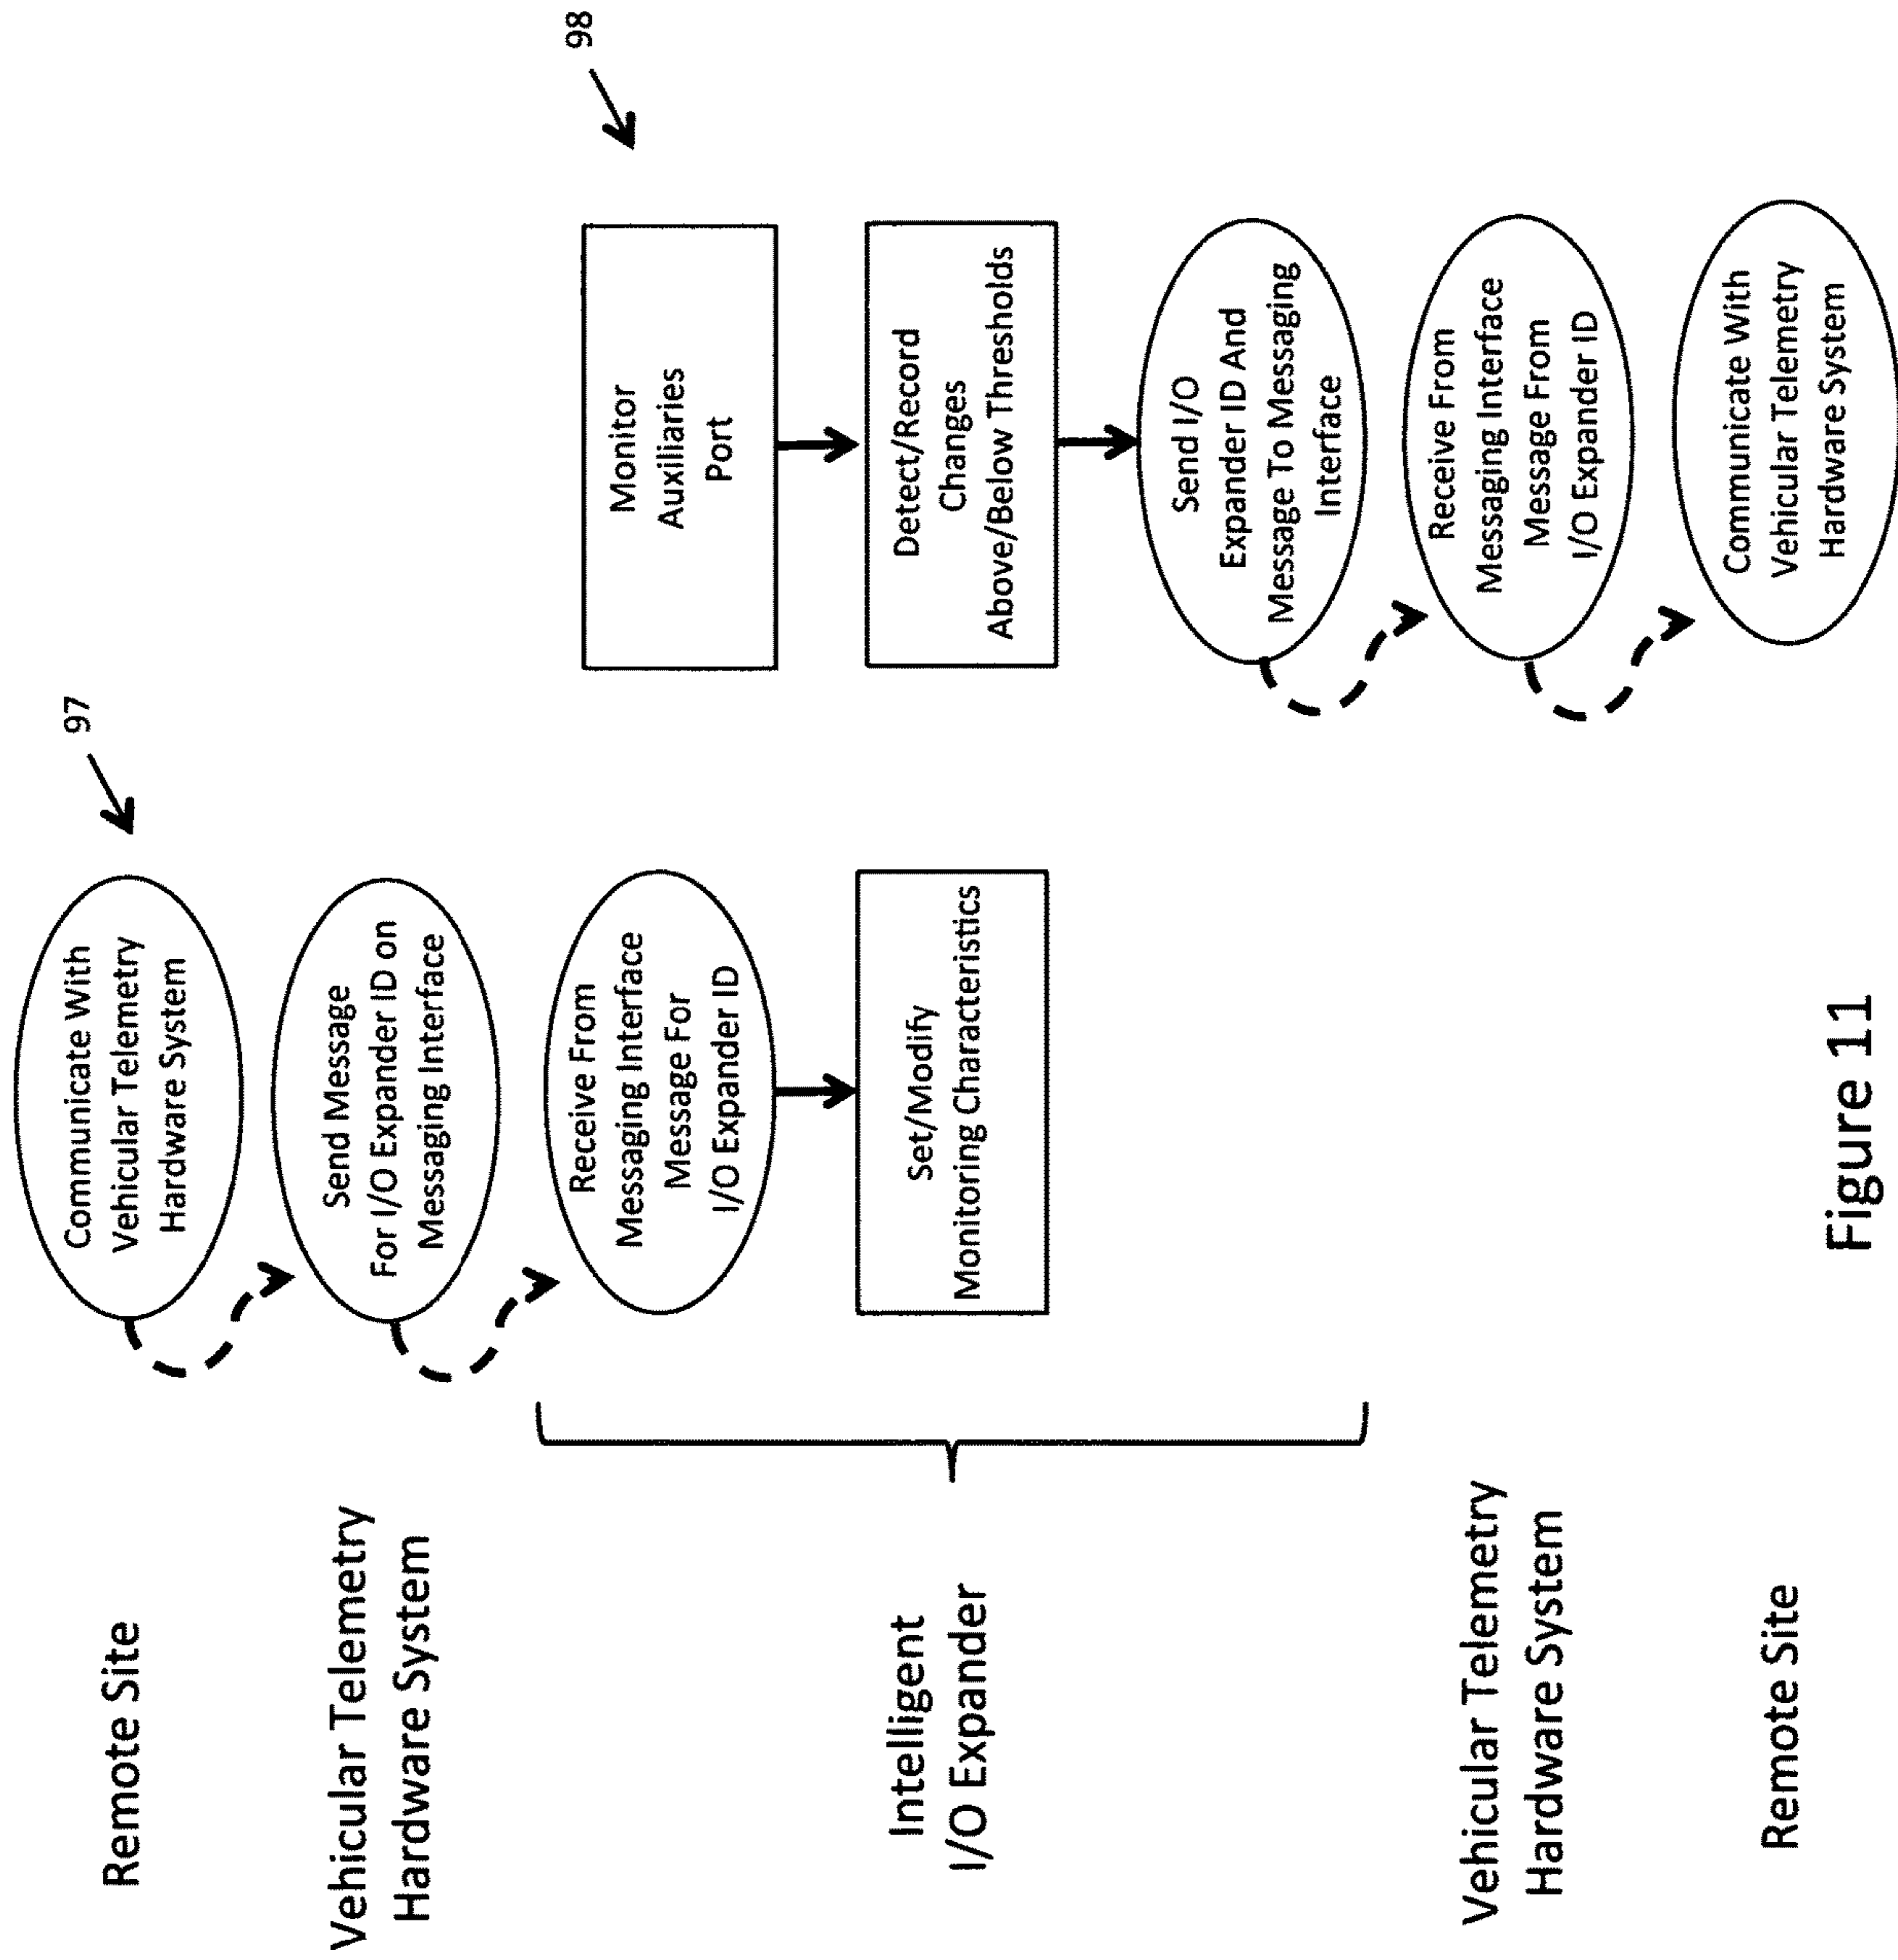 Remote Site
Vehicular Telemetry
Hardware System
Intelligent
I/O Expander
Vehicular Telemetry
Hardware System
Remote Site
97
Communicate With
Vehicular Telemetry
Hardware System
Send Message
For I/O Expander ID on
Messaging Interface
Receive From
Messaging Interface
Message For
I/O Expander ID
Set/Modify
Monitoring Characteristics
98
Monitor
Auxiliaries
Port
Detect/Record
Changes
Above/Below Thresholds
Send I/O
Expander ID And
Message To Messaging
Interface
Receive From
Messaging Interface
Message From
I/O Expander ID
Communicate With
Vehicular Telemetry
Hardware System
Figure 11